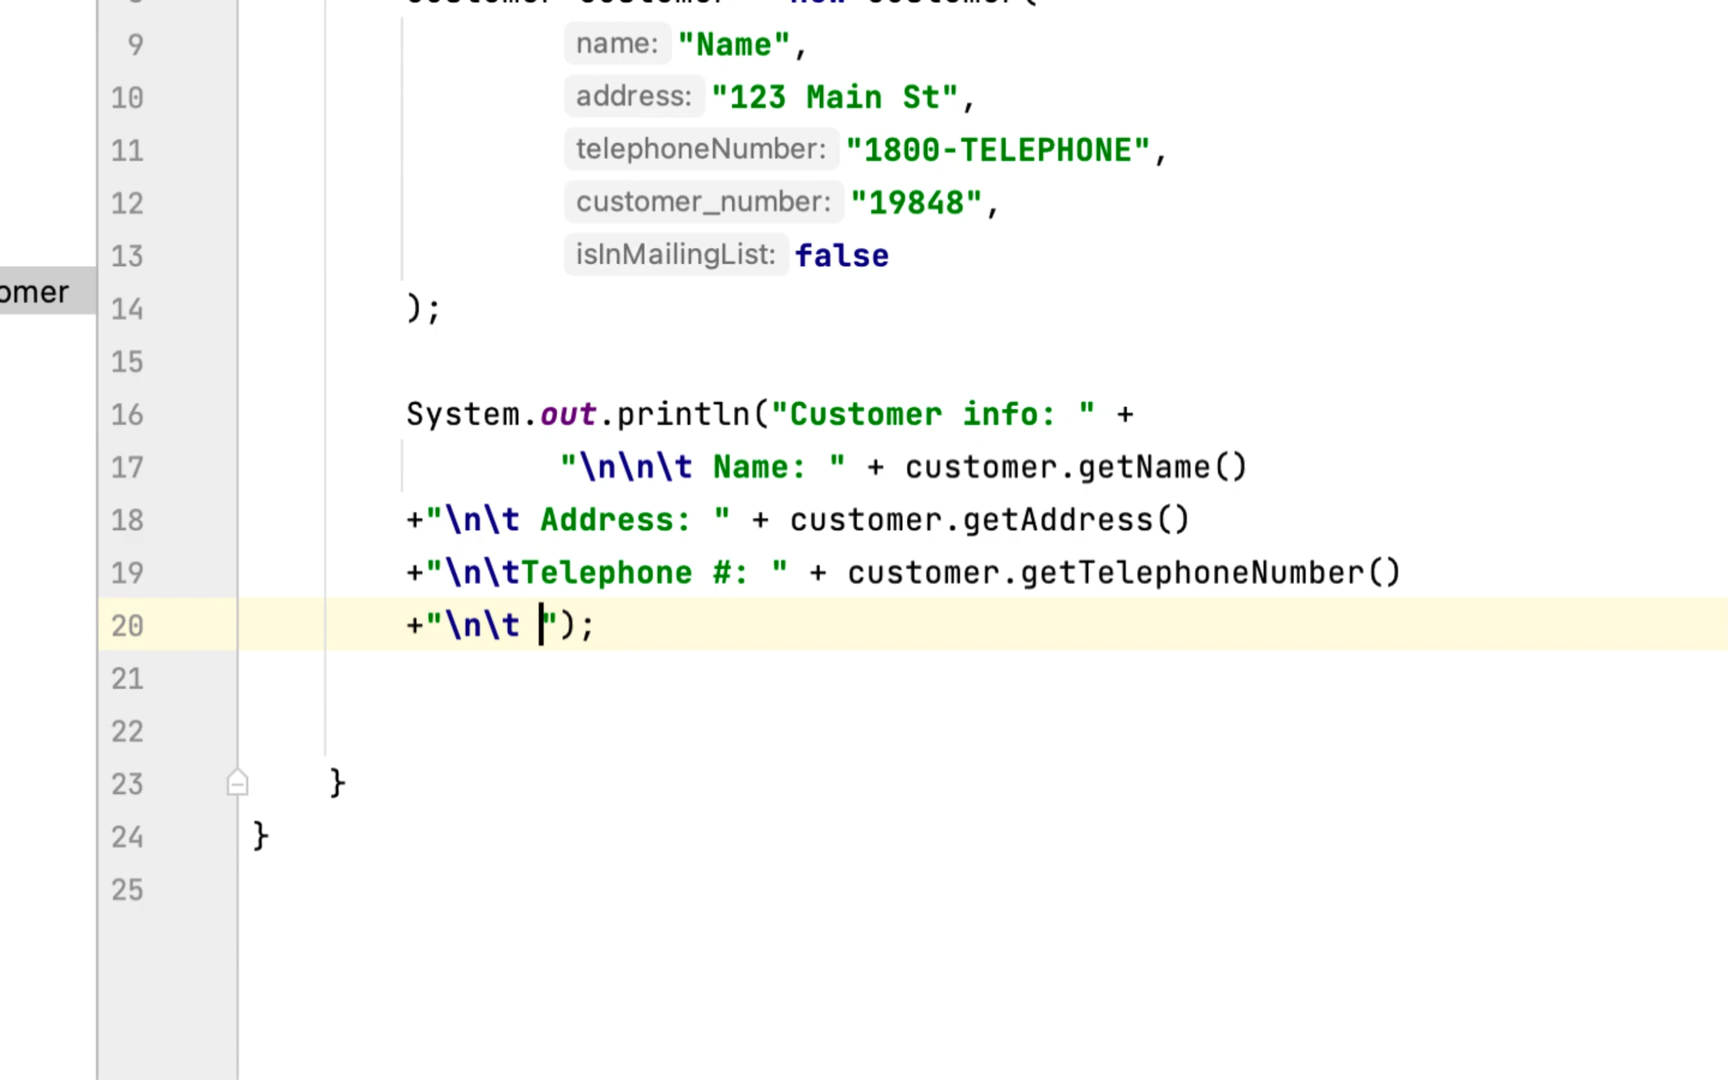 9 name: "Name",
10 address: "123 Main St",
11 telephoneNumber: "1800-TELEPHONE",
12 customer_number: "19848",
omer
13 isInMailingList: false
14 );
15
16 System.out.println("Customer info: " +
17 "\n\n\t Name: " + customer.getName()
18 +"\n\t Address: " + customer.getAddress()
19 +"\n\tTelephone #: " + customer.getTelephoneNumber()
20 +"\n\t ");
21
22
23 }
24 }
25